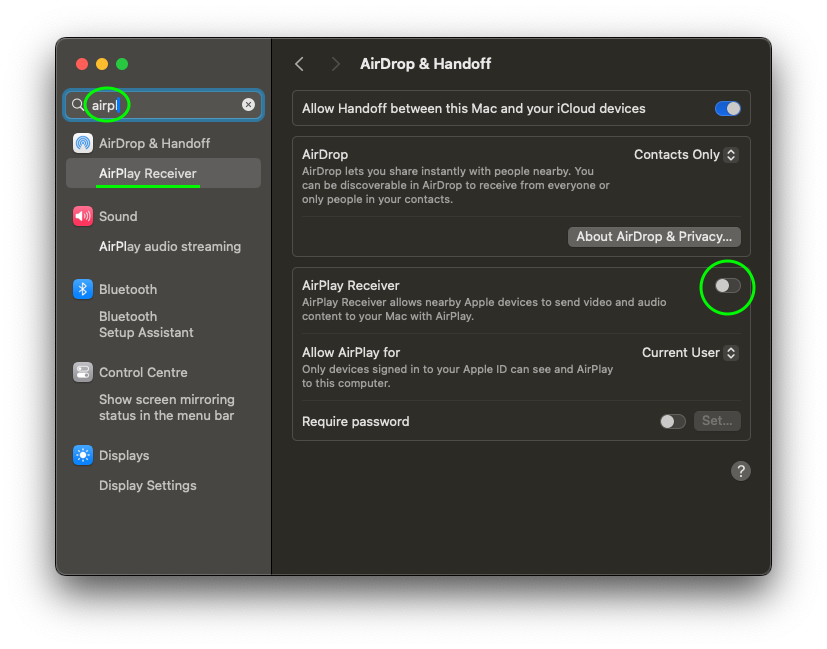 airpl
AirDrop & Handoff
AirPlay Receiver
Sound
AirPlay audio streaming
Bluetooth
Bluetooth
Setup Assistant
Control Centre
Show screen mirroring
status in the menu bar
Displays
Display Settings
AirDrop & Handoff
Allow Handoff between this Mac and your iCloud devices
AirDrop
Contacts Only
AirDrop lets you share instantly with people nearby. You
can be discoverable in AirDrop to receive from everyone or
only people in your contacts.
About AirDrop & Privacy...
AirPlay Receiver
AirPlay Receiver allows nearby Apple devices to send video and audio
content to your Mac with AirPlay.
Allow AirPlay for
Current User
Only devices signed in to your Apple ID can see and AirPlay
to this computer.
Require password
Set...
?